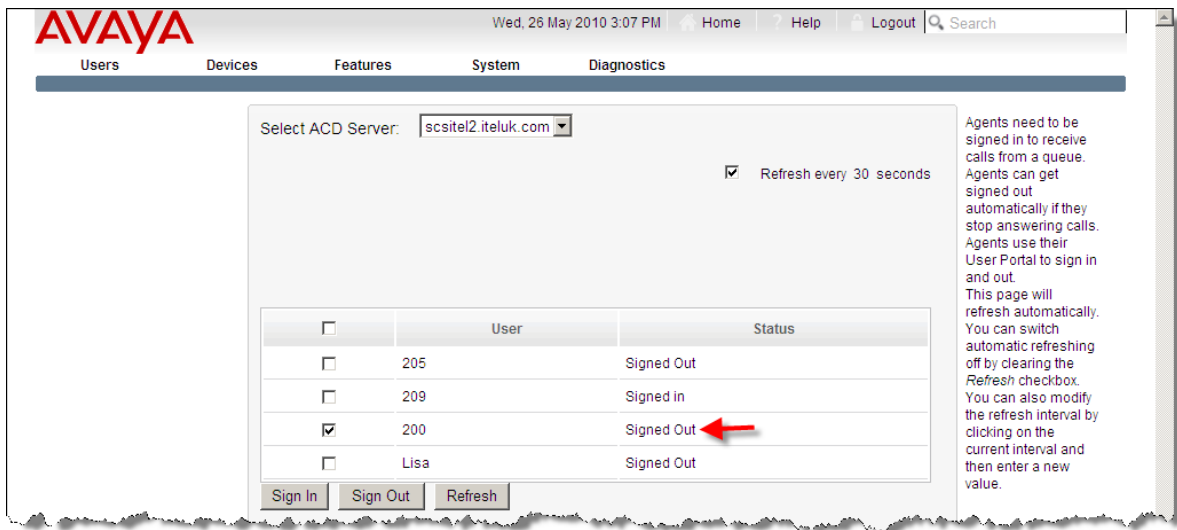 AVAYA
Wed, 26 May 2010 3:07 PM Home ? Help Logout Search
Users Devices Features System Diagnostics
Select ACD Server: scsitel2.iteluk.com
Refresh every 30 seconds
User Status
205 Signed Out
209 Signed in
200 Signed Out
Lisa Signed Out
Sign In Sign Out Refresh
Agents need to be
signed in to receive
calls from a queue.
Agents can get
signed out
automatically if they
stop answering calls.
Agents use their
User Portal to sign in
and out.
This page will
refresh automatically.
You can switch
automatic refreshing
off by clearing the
Refresh checkbox.
You can also modify
the refresh interval by
clicking on the
current interval and
then enter a new
value.